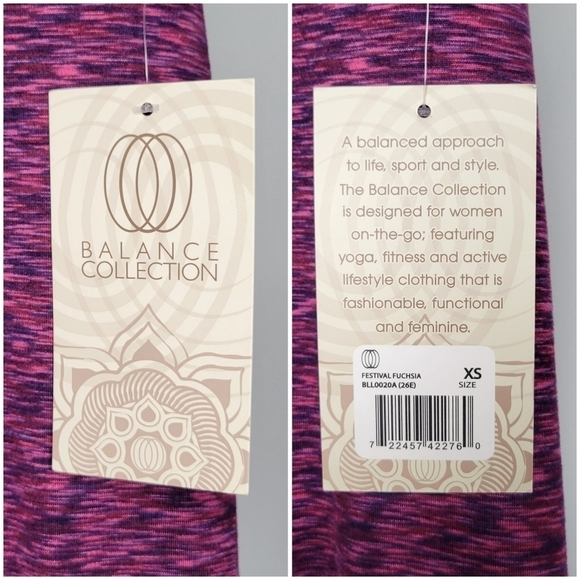 BALANCE
COLLECTION
A balanced approach
to life, sport and style.
The Balance Collection
is designed for women
on-the-go; featuring
yoga, fitness and active
lifestyle clothing that is
fashionable, functional
and feminine.
FESTIVAL FUCHSIA
BLL0020A (26E)
XS
SIZE
7 22457 42276 0